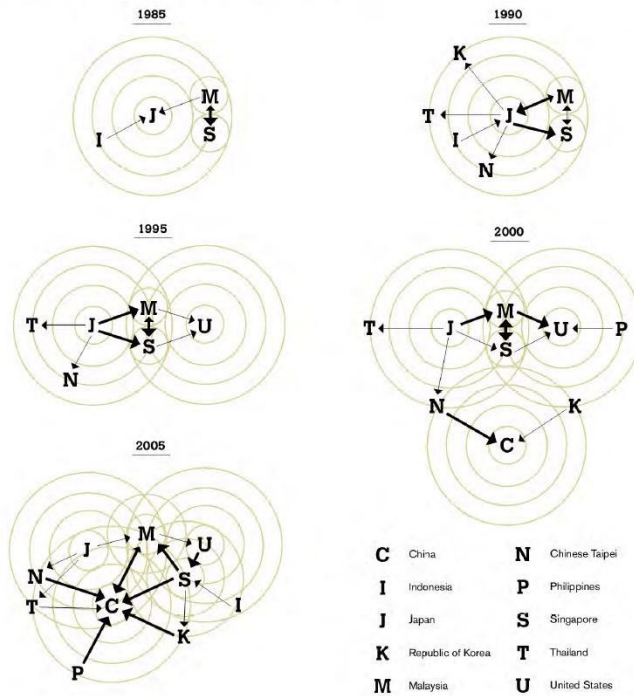 1985
J
M
S
I
1990
K
T
J
M
I
S
N
1995
T
J
M
S
U
N
2000
T
J
M
S
U
P
N
K
C
2005
J
M
U
N
T
C
S
I
K
P
C China
N Chinese Taipei
I Indonesia
P Philippines
J Japan
S Singapore
K Republic of Korea
T Thailand
M Malaysia
U United States